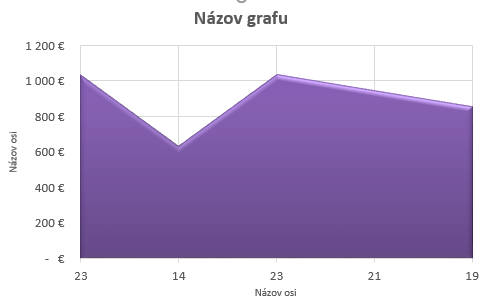 Názov grafu
1 200 €
1 000 €
800 €
600 €
400 €
200 €
- €
Názov osi
23 14 23 21 19
Názov osi